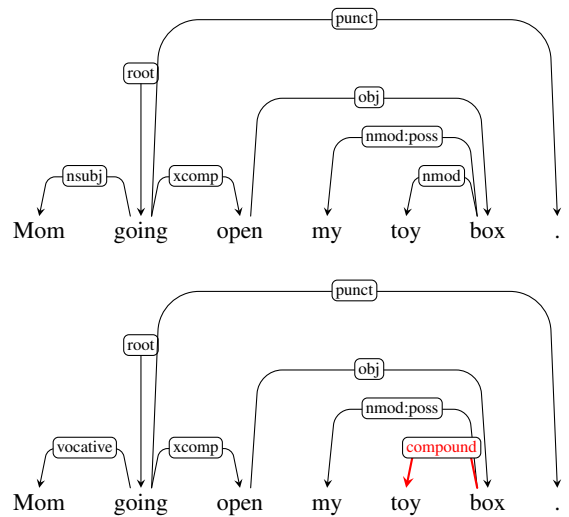 punct
root
obj
nmod:poss
nsubj xcomp nmod
Mom going open my toy box .
punct
root
obj
nmod:poss
vocative xcomp compound
Mom going open my toy box .